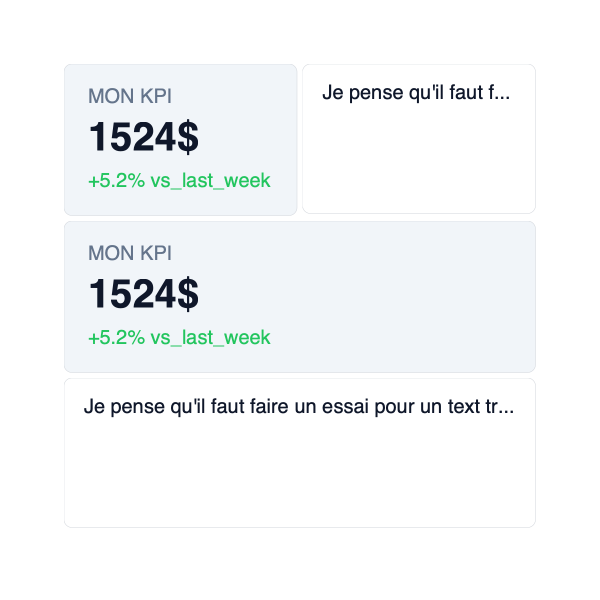 MON KPI
1524$
+5.2% vs_last_week
Je pense qu'il faut f...
MON KPI
1524$
+5.2% vs_last_week
Je pense qu'il faut faire un essai pour un text tr...